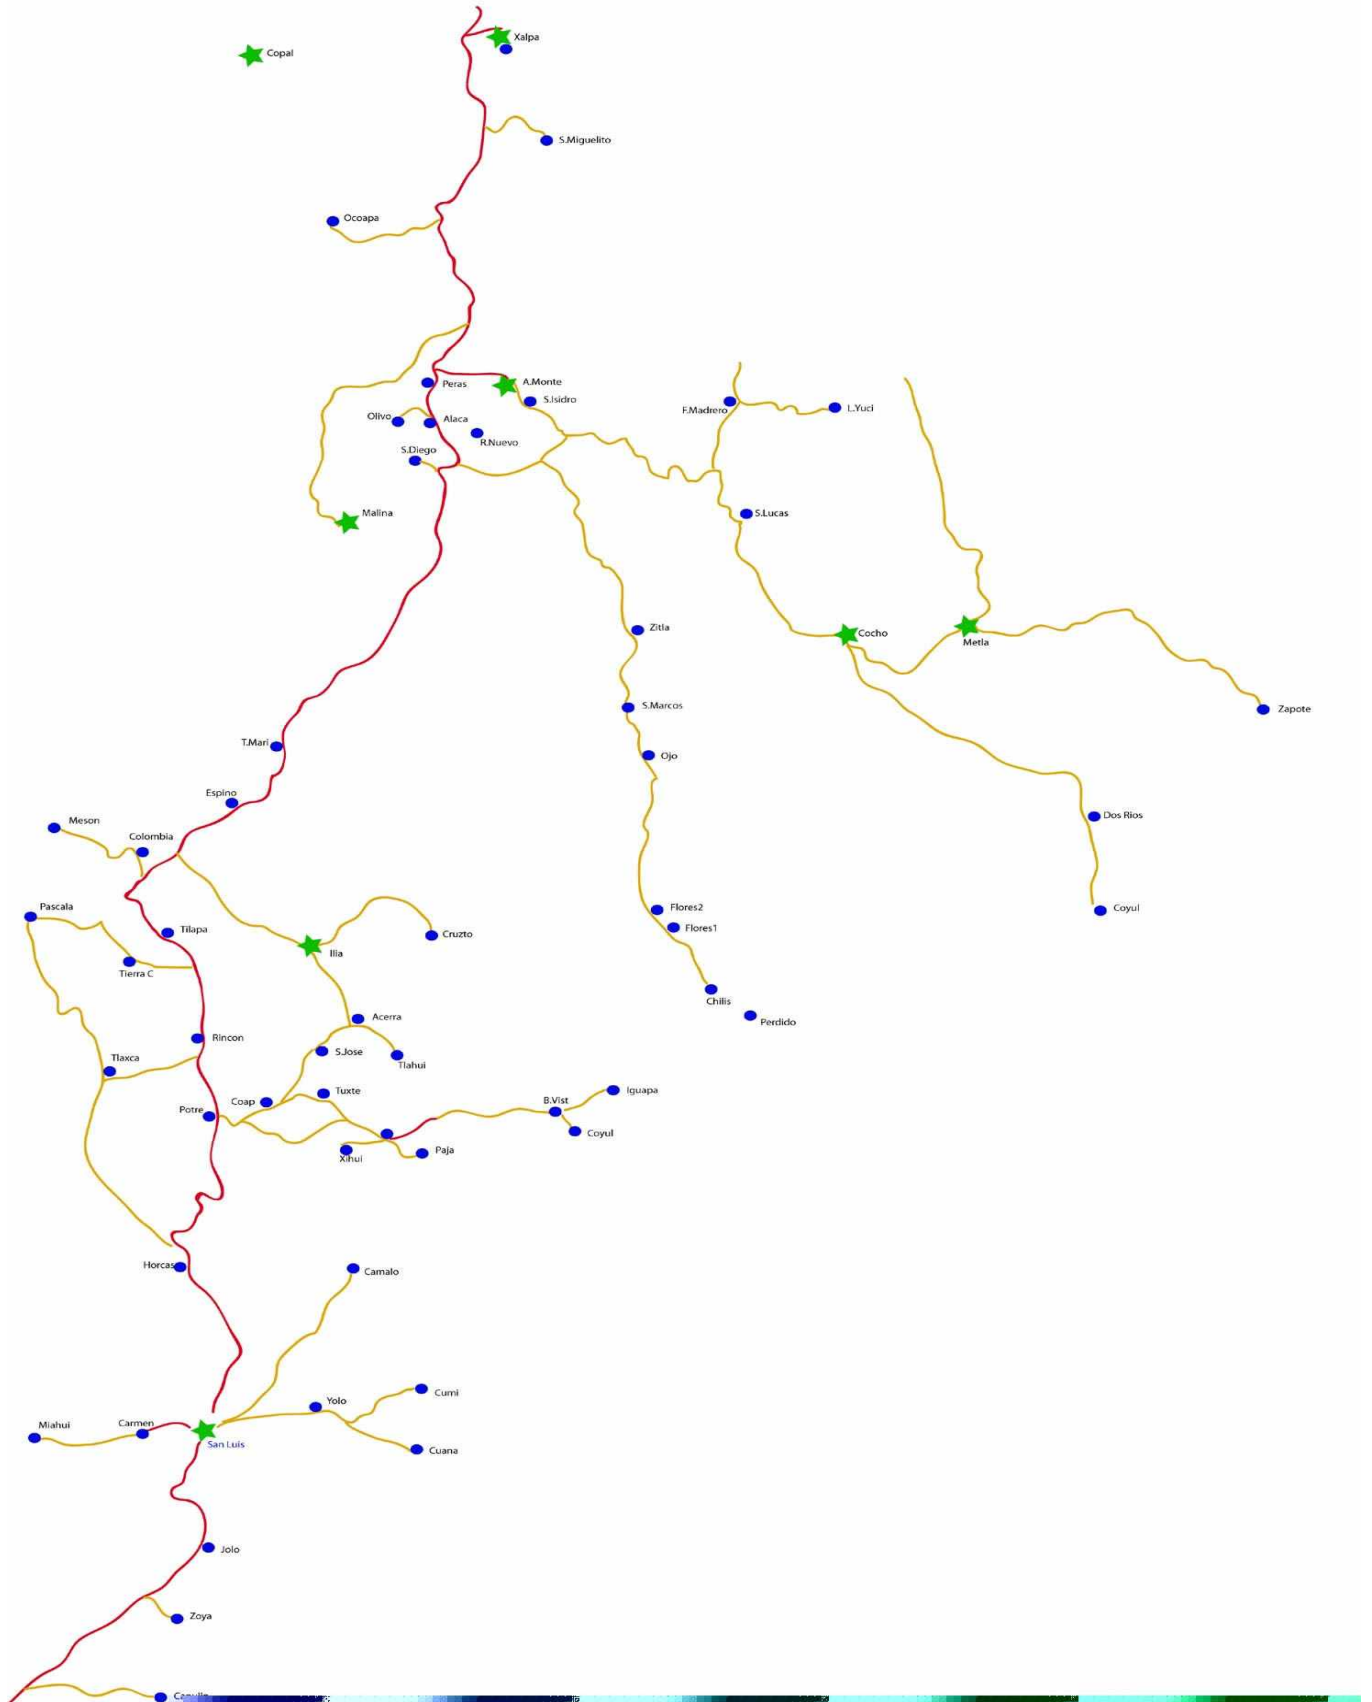 Xalpa
Copal
S.Miguelito
Ocoapa
A.Monte
Peras
S.Isidro
F.Madrero
L.Yuci
Olivo
Alaca
R.Nuevo
S.Diego
Malina
S.Lucas
Zitla
Cocho
Metla
S.Marcos
Zapote
T.Mari
Ojo
Espino
Meson
Colombia
Dos Rios
Pascala
Flores2
Coyul
Tilapa
Flores1
Cruzto
Ilia
Tierra C
Chilis
Acerra
Perdido
Rincon
S.Jose
Tlaxca
Tlahui
Tuxte
Iguapa
Coap
B.Vist
Potre
Coyul
Paja
Xihui
Horcas
Camalo
Cumi
Yolo
Miahui
Carmen
San Luis
Cuana
Jolo
Zoya